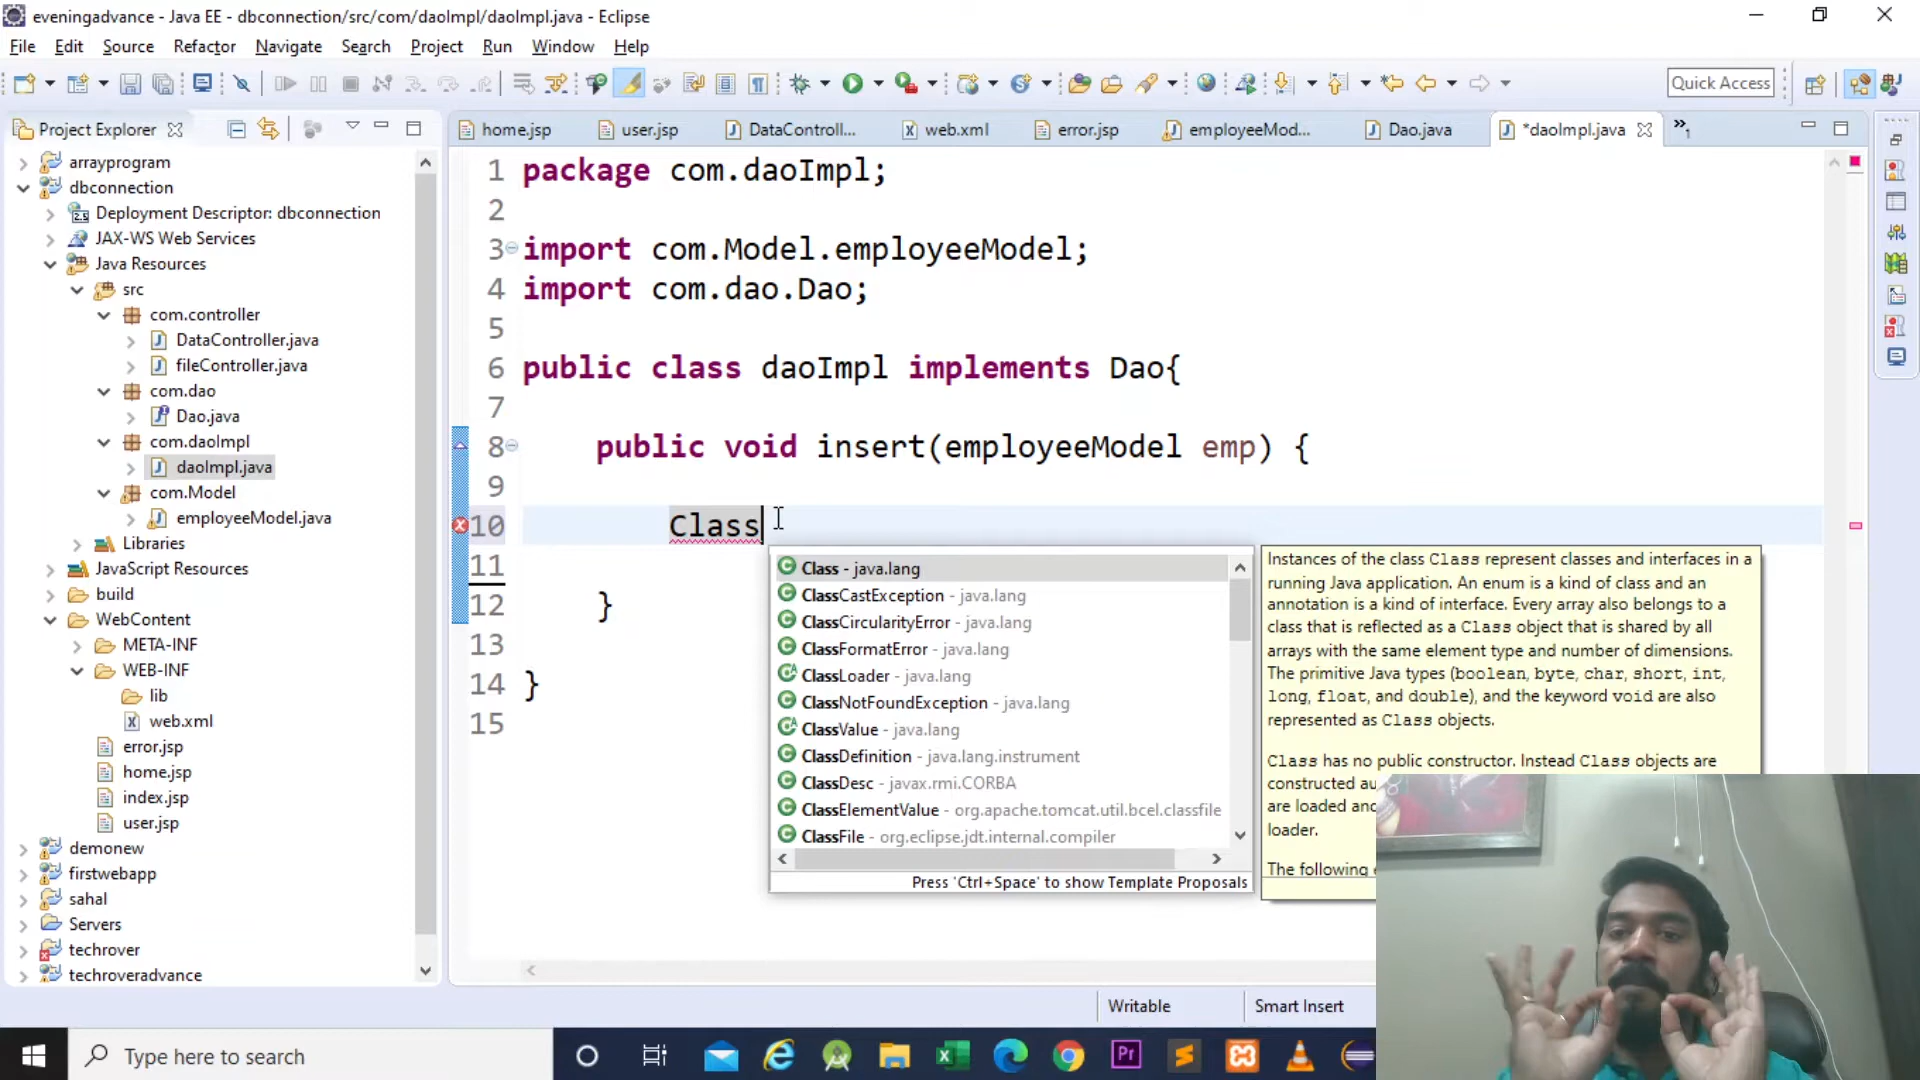 eveningadvance - Java EE - dbconnection/src/com/daoImpl/daoImpl.java - Eclipse
File Edit Source Refactor Navigate Search Project Run Window Help
Quick Access
Project Explorer
home.jsp user.jsp DataControll... web.xml error.jsp employeeMod... Dao.java *daoImpl.java »1
arrayprogram
dbconnection
Deployment Descriptor: dbconnection
JAX-WS Web Services
Java Resources
src
com.controller
DataController.java
fileController.java
com.dao
Dao.java
com.daoImpl
daoImpl.java
com.Model
employeeModel.java
Libraries
JavaScript Resources
build
WebContent
META-INF
WEB-INF
lib
web.xml
error.jsp
home.jsp
index.jsp
user.jsp
demonew
firstwebapp
sahal
Servers
techrover
techroveradvance
1 package com.daoImpl;
2
3 import com.Model.employeeModel;
4 import com.dao.Dao;
5
6 public class daoImpl implements Dao{
7
8 public void insert(employeeModel emp) {
9
10 Class
11
12 }
13
14 }
15
Class - java.lang
ClassCastException - java.lang
ClassCircularityError - java.lang
ClassFormatError - java.lang
ClassLoader - java.lang
ClassNotFoundException - java.lang
ClassValue - java.lang
ClassDefinition - java.lang.instrument
ClassDesc - javax.rmi.CORBA
ClassElementValue - org.apache.tomcat.util.bcel.classfile
ClassFile - org.eclipse.jdt.internal.compiler
Press 'Ctrl+Space' to show Template Proposals
Instances of the class Class represent classes and interfaces in a
running Java application. An enum is a kind of class and an
annotation is a kind of interface. Every array also belongs to a
class that is reflected as a Class object that is shared by all
arrays with the same element type and number of dimensions.
The primitive Java types (boolean, byte, char, short, int,
long, float, and double), and the keyword void are also
represented as Class objects.
Class has no public constructor. Instead Class objects are
constructed au
are loaded and
loader.
The following
Writable Smart Insert
Type here to search
Pr